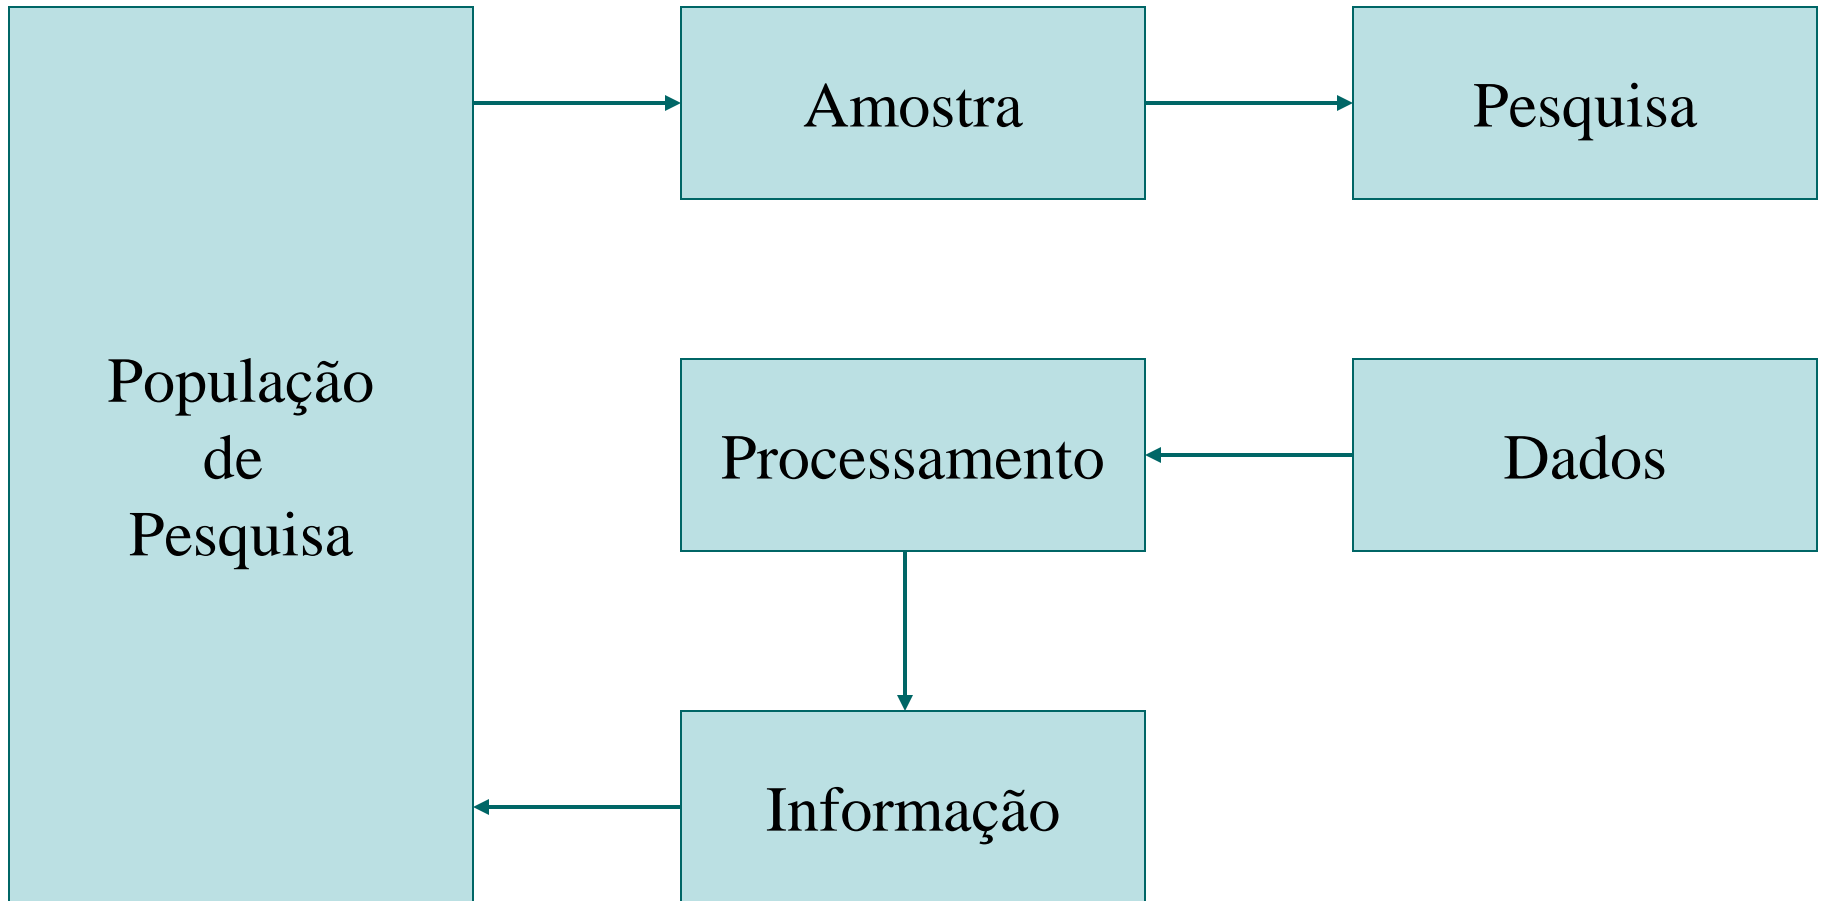 Amostra
Pesquisa
População
de
Pesquisa
Processamento
Dados
Informação